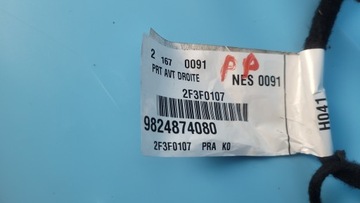 2 167 0091 PP
PRT AVT DROITE NES 0091
2F3F0107
9824874080
2F3F0107 PRA K0
H041